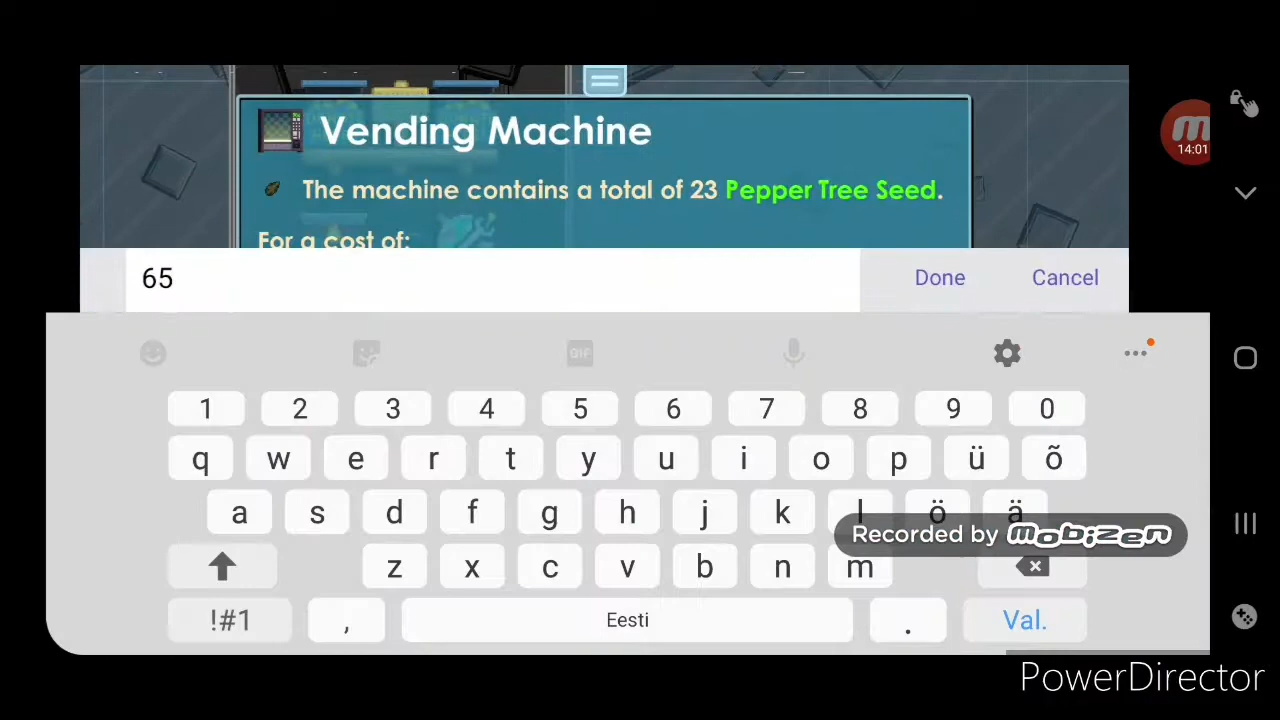 Vending Machine
14:01
The machine contains a total of 23 Pepper Tree Seed.
For a cost of:
65
Done
Cancel
GIF
1 2 3 4 5 6 7 8 9 0
q w e r t y u i o p ü õ
a s d f g h j k l ö ä
Recorded by mobizen
z x c v b n m
!#1 , Eesti . Val.
PowerDirector